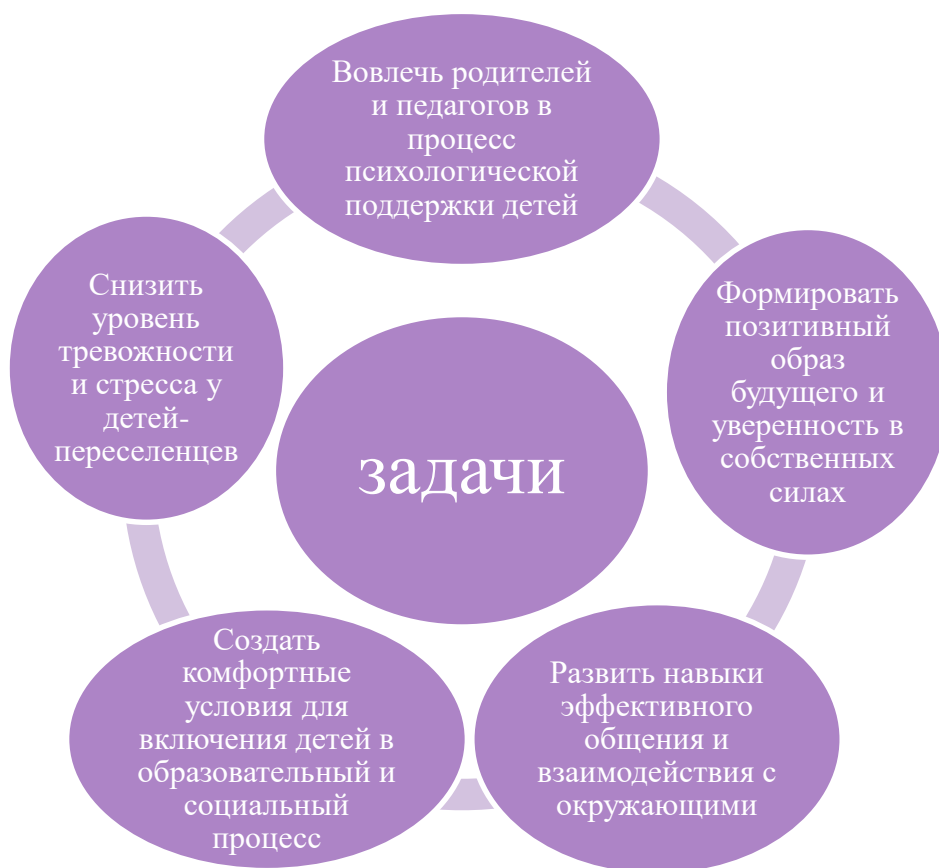 Вовлечь родителей
и педагогов в
процесс
психологической
поддержки детей
Формировать
позитивный
образ
будущего и
уверенность в
собственных
силах
Развить навыки
эффективного
общения и
взаимодействия с
окружающими
Создать
комфортные
условия для
включения детей в
образовательный и
социальный
процесс
Снизить
уровень
тревожности
и стресса у
детей-
переселенцев
задачи